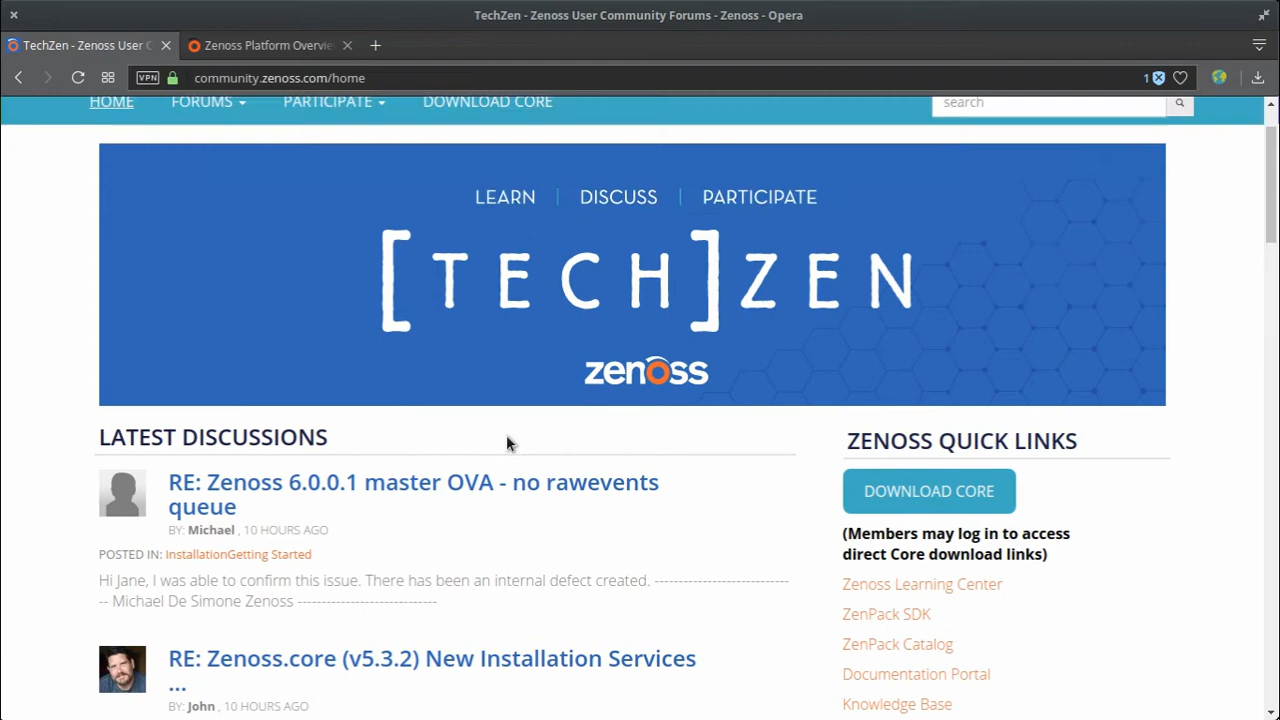 TechZen - Zenoss User Community Forums - Zenoss - Opera
TechZen - Zenoss User C
Zenoss Platform Overvie
VPN
community.zenoss.com/home
1
HOME
FORUMS
PARTICIPATE
DOWNLOAD CORE
search
LEARN | DISCUSS | PARTICIPATE
[TECH]ZEN
zenoss
LATEST DISCUSSIONS
RE: Zenoss 6.0.0.1 master OVA - no rawevents
queue
BY: Michael , 10 HOURS AGO
POSTED IN: InstallationGetting Started
Hi Jane, I was able to confirm this issue. There has been an internal defect created. ----------------------------
-- Michael De Simone Zenoss ----------------------------
RE: Zenoss.core (v5.3.2) New Installation Services
...
BY: John , 10 HOURS AGO
ZENOSS QUICK LINKS
DOWNLOAD CORE
(Members may log in to access
direct Core download links)
Zenoss Learning Center
ZenPack SDK
ZenPack Catalog
Documentation Portal
Knowledge Base